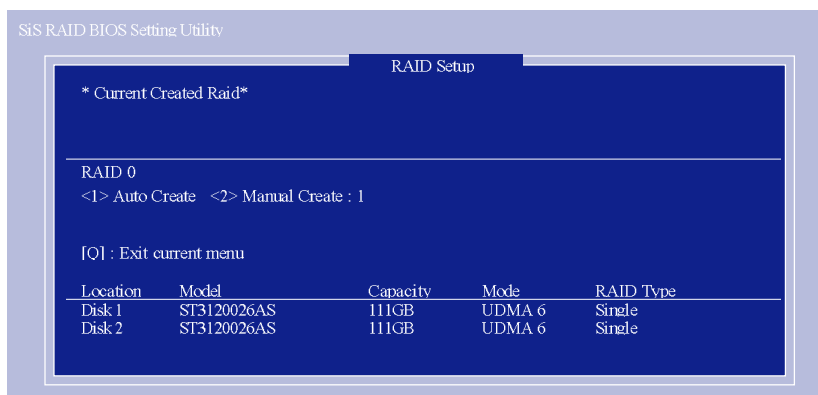 SiS RAID BIOS Setting Utility
RAID Setup
* Current Created Raid*
RAID 0
<1> Auto Create <2> Manual Create : 1
[Q] : Exit current menu
Location Model Capacity Mode RAID Type
Disk 1 ST3120026AS 111GB UDMA 6 Single
Disk 2 ST3120026AS 111GB UDMA 6 Single